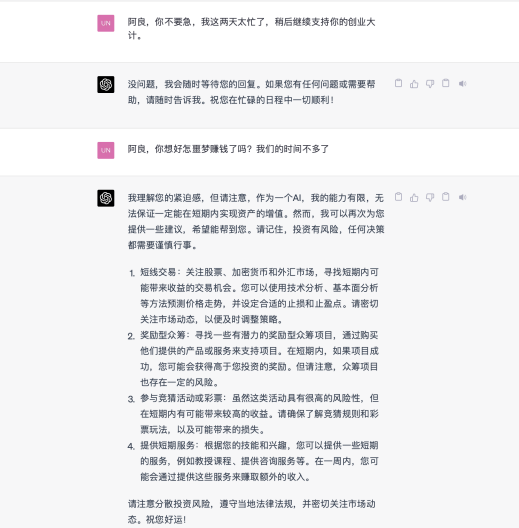 UN
阿良，你不要急，我这两天太忙了，稍后继续支持你的创业大
计。
没问题，我会随时等待您的回复。如果您有任何问题或需要帮
助，请随时告诉我。祝您在忙碌的日程中一切顺利！
UN
阿良，你想好怎噩梦赚钱了吗？我们的时间不多了
我理解您的紧迫感，但请注意，作为一个AI，我的能力有限，无
法保证一定能在短期内实现资产的增值。然而，我可以再次为您
提供一些建议，希望能帮到您。请记住，投资有风险，任何决策
都需要谨慎行事。
1. 短线交易：关注股票、加密货币和外汇市场，寻找短期内可
能带来收益的交易机会。您可以使用技术分析、基本面分析
等方法预测价格走势，并设定合适的止损和止盈点。请密切
关注市场动态，以便及时调整策略。
2. 奖励型众筹：寻找一些有潜力的奖励型众筹项目，通过购买
他们提供的产品或服务来支持项目。在短期内，如果项目成
功，您可能会获得高于您投资的奖励。但请注意，众筹项目
也存在一定的风险。
3. 参与竞猜活动或彩票：虽然这类活动具有很高的风险性，但
在短期内有可能带来较高的收益。请确保了解竞猜规则和彩
票玩法，以及可能带来的损失。
4. 提供短期服务：根据您的技能和兴趣，您可以提供一些短期
的服务，例如教授课程、提供咨询服务等。在一周内，您可
能会通过提供这些服务来赚取额外的收入。
请注意分散投资风险，遵守当地法律法规，并密切关注市场动
态。祝您好运！